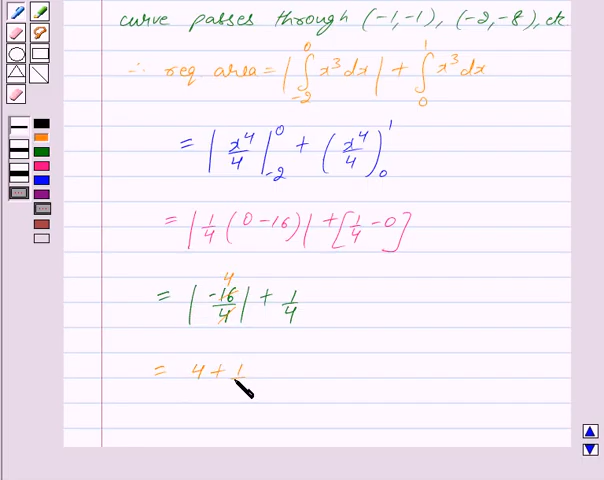 curve passes through (-1,-1), (-2,-8), etc
∴ req area = |∫₋₂⁰ x³ dx| + ∫₀¹ x³ dx
= |x⁴/4|₋₂⁰ + (x⁴/4)₀¹
= |1/4 (0-16)| + [1/4 - 0]
4
= |-16/4| + 1/4
= 4 + 1